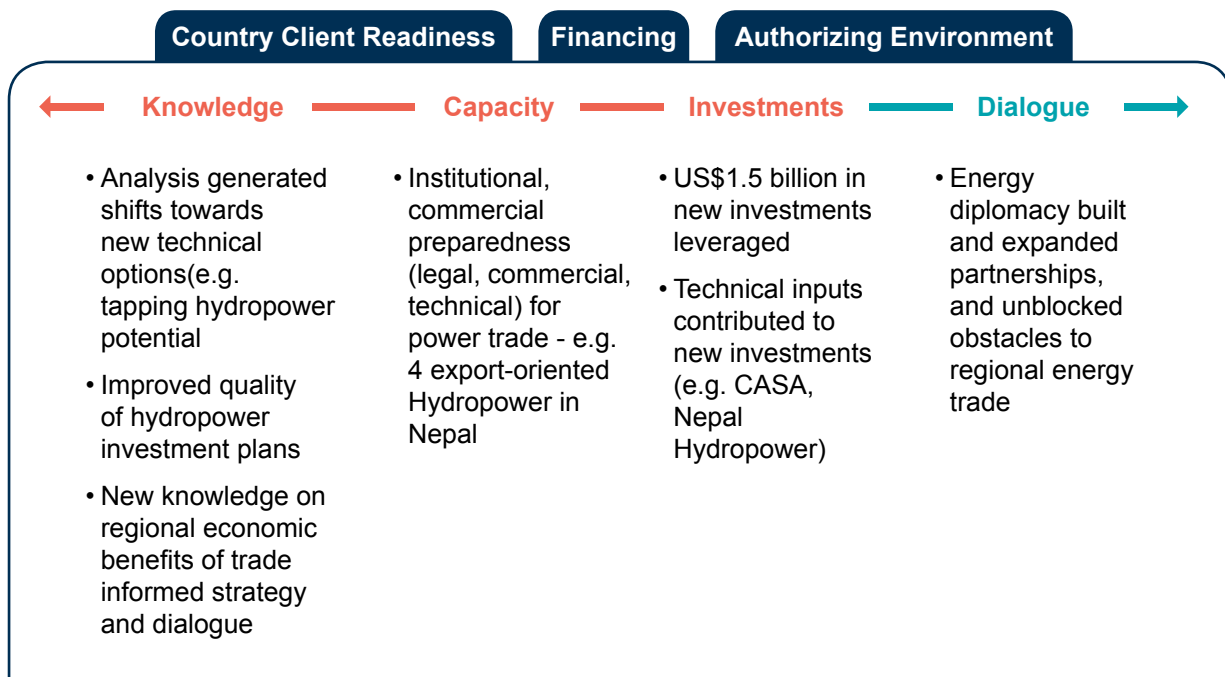 Country Client Readiness
Financing
Authorizing Environment
Knowledge
Capacity
Investments
Dialogue
• Analysis generated
shifts towards
new technical
options(e.g.
tapping hydropower
potential
• Improved quality
of hydropower
investment plans
• New knowledge on
regional economic
benefits of trade
informed strategy
and dialogue
• Institutional,
commercial
preparedness
(legal, commercial,
technical) for
power trade - e.g.
4 export-oriented
Hydropower in
Nepal
• US$1.5 billion in
new investments
leveraged
• Technical inputs
contributed to
new investments
(e.g. CASA,
Nepal
Hydropower)
• Energy
diplomacy built
and expanded
partnerships,
and unblocked
obstacles to
regional energy
trade